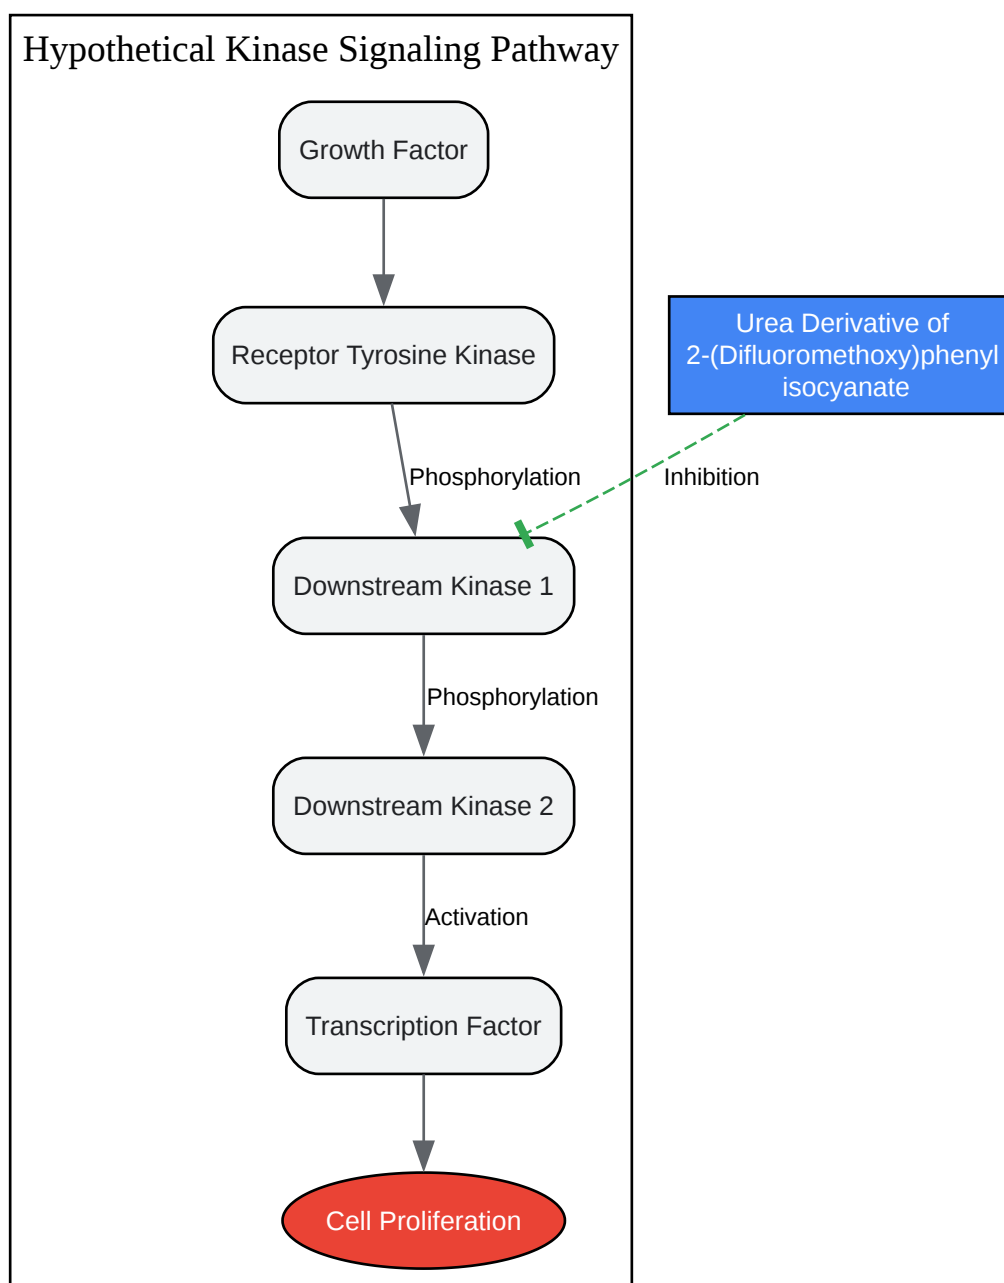 Hypothetical Kinase Signaling Pathway
Growth Factor
Receptor Tyrosine Kinase
Urea Derivative of
2-(Difluoromethoxy)phenyl
isocyanate
Phosphorylation
Inhibition
Downstream Kinase 1
Phosphorylation
Downstream Kinase 2
Activation
Transcription Factor
Cell Proliferation